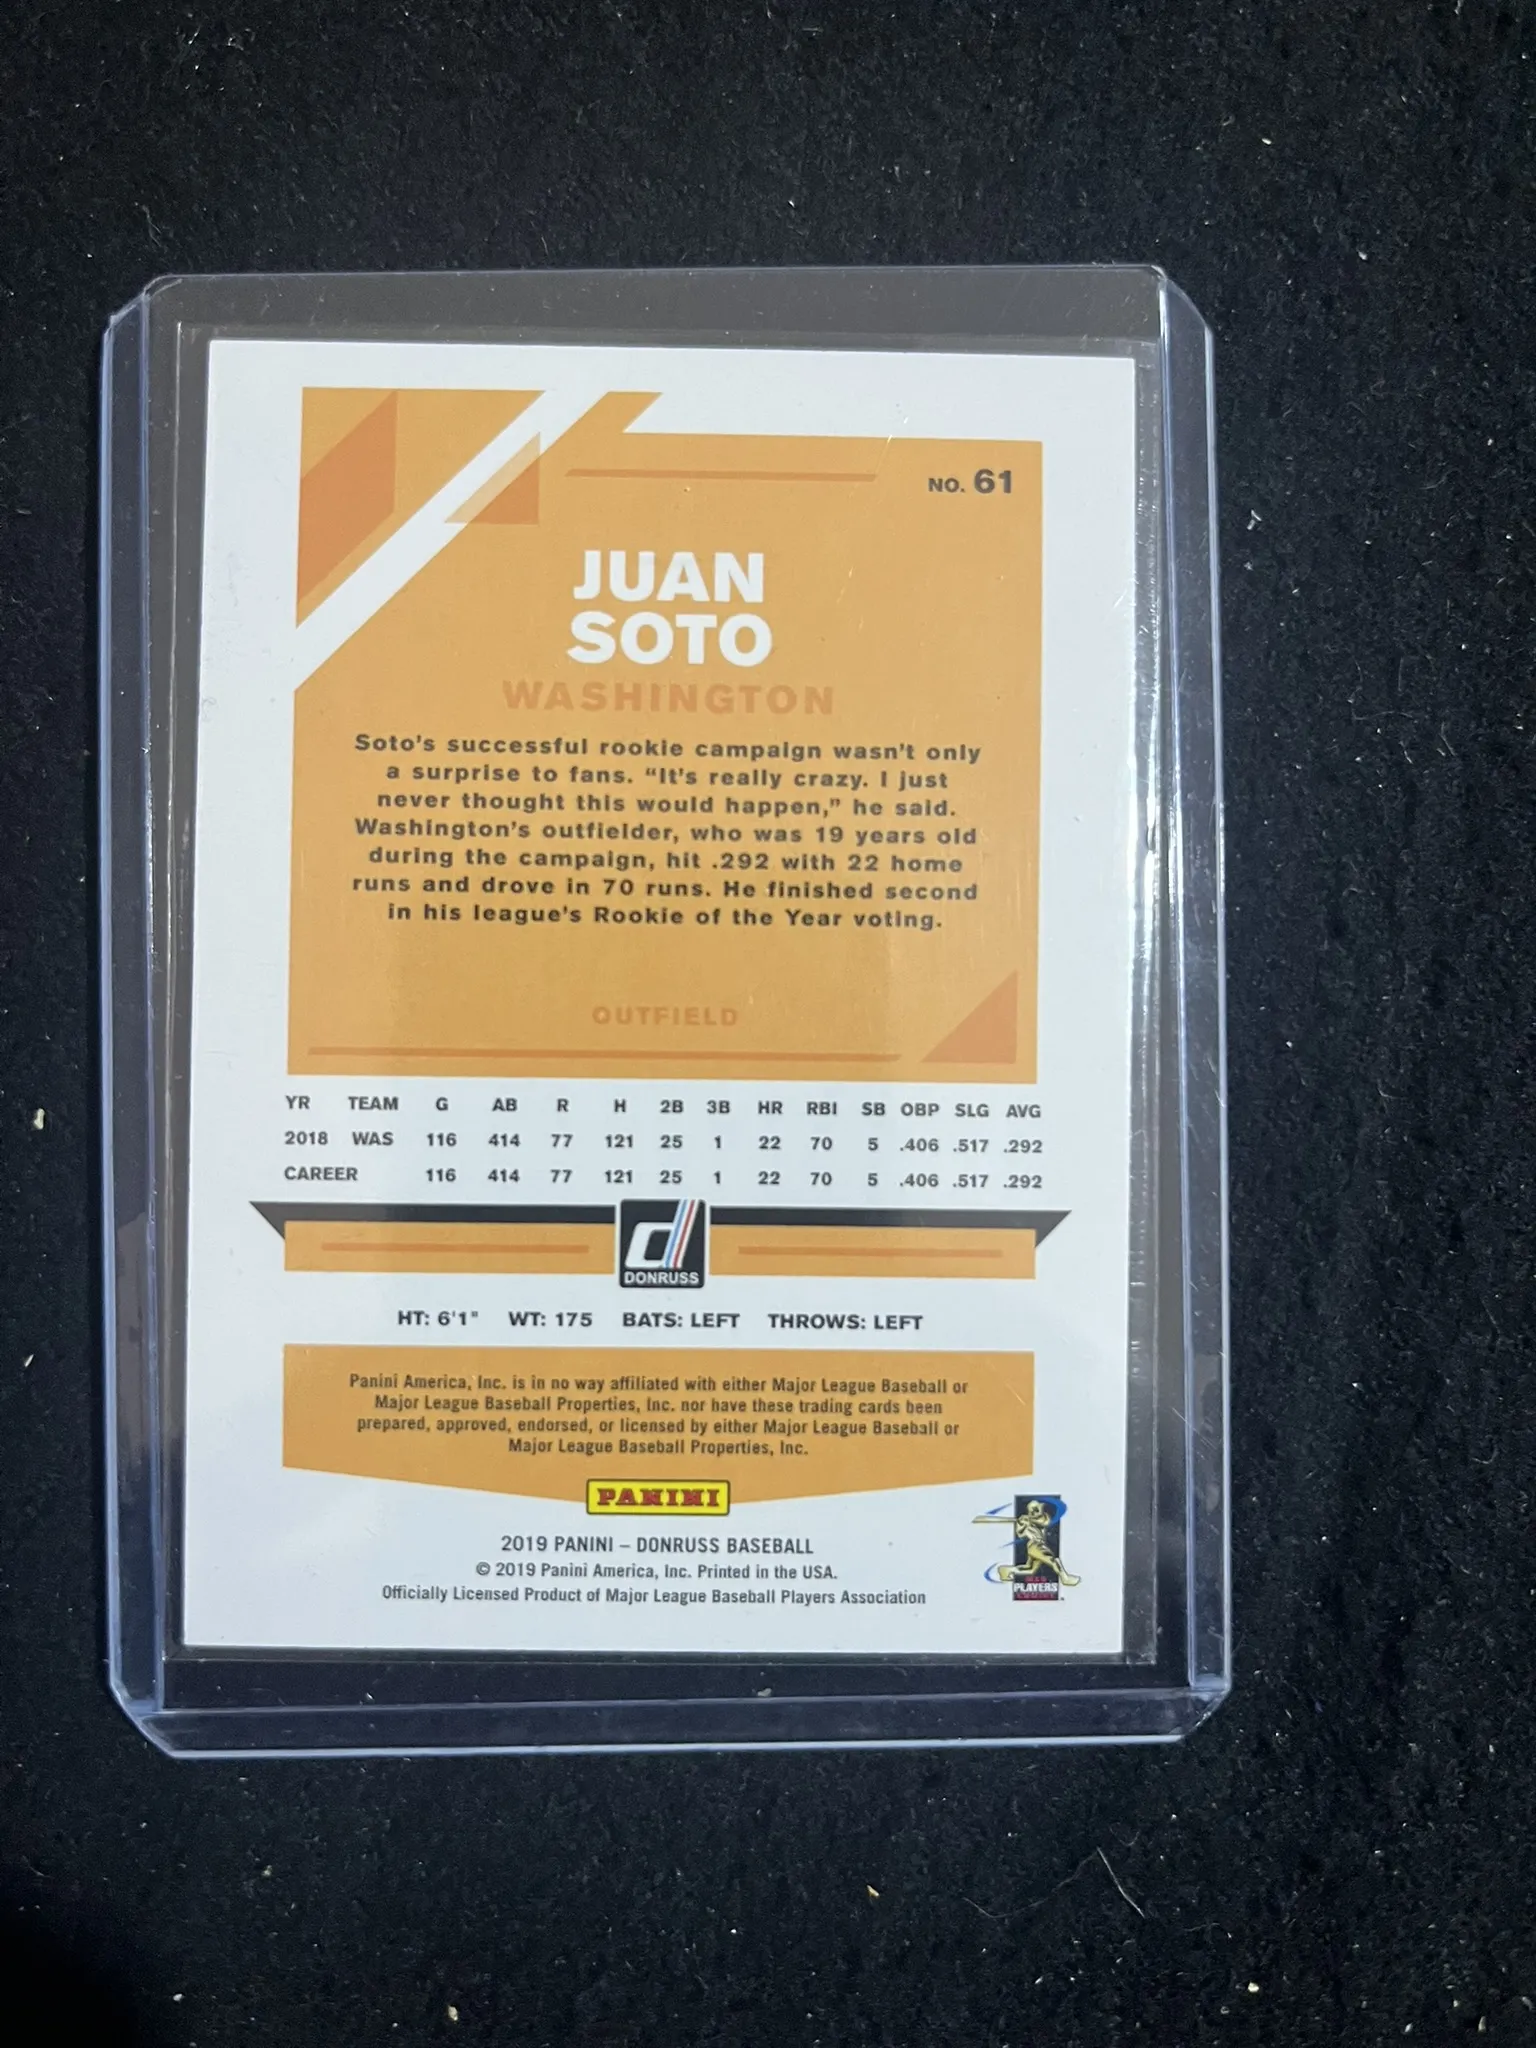 NO. 61
JUAN
SOTO
WASHINGTON
Soto's successful rookie campaign wasn't only
a surprise to fans. "It's really crazy. I just
never thought this would happen," he said.
Washington's outfielder, who was 19 years old
during the campaign, hit .292 with 22 home
runs and drove in 70 runs. He finished second
in his league's Rookie of the Year voting.
OUTFIELD
YR TEAM G AB R H 2B 3B HR RBI SB OBP SLG AVG
2018 WAS 116 414 77 121 25 1 22 70 5 .406 .517 .292
CAREER 116 414 77 121 25 1 22 70 5 .406 .517 .292
d
DONRUSS
HT: 6'1" WT: 175 BATS: LEFT THROWS: LEFT
Panini America, Inc. is in no way affiliated with either Major League Baseball or
Major League Baseball Properties, Inc. nor have these trading cards been
prepared, approved, endorsed, or licensed by either Major League Baseball or
Major League Baseball Properties, Inc.
PANINI
2019 PANINI – DONRUSS BASEBALL
© 2019 Panini America, Inc. Printed in the USA.
Officially Licensed Product of Major League Baseball Players Association
PLAYERS